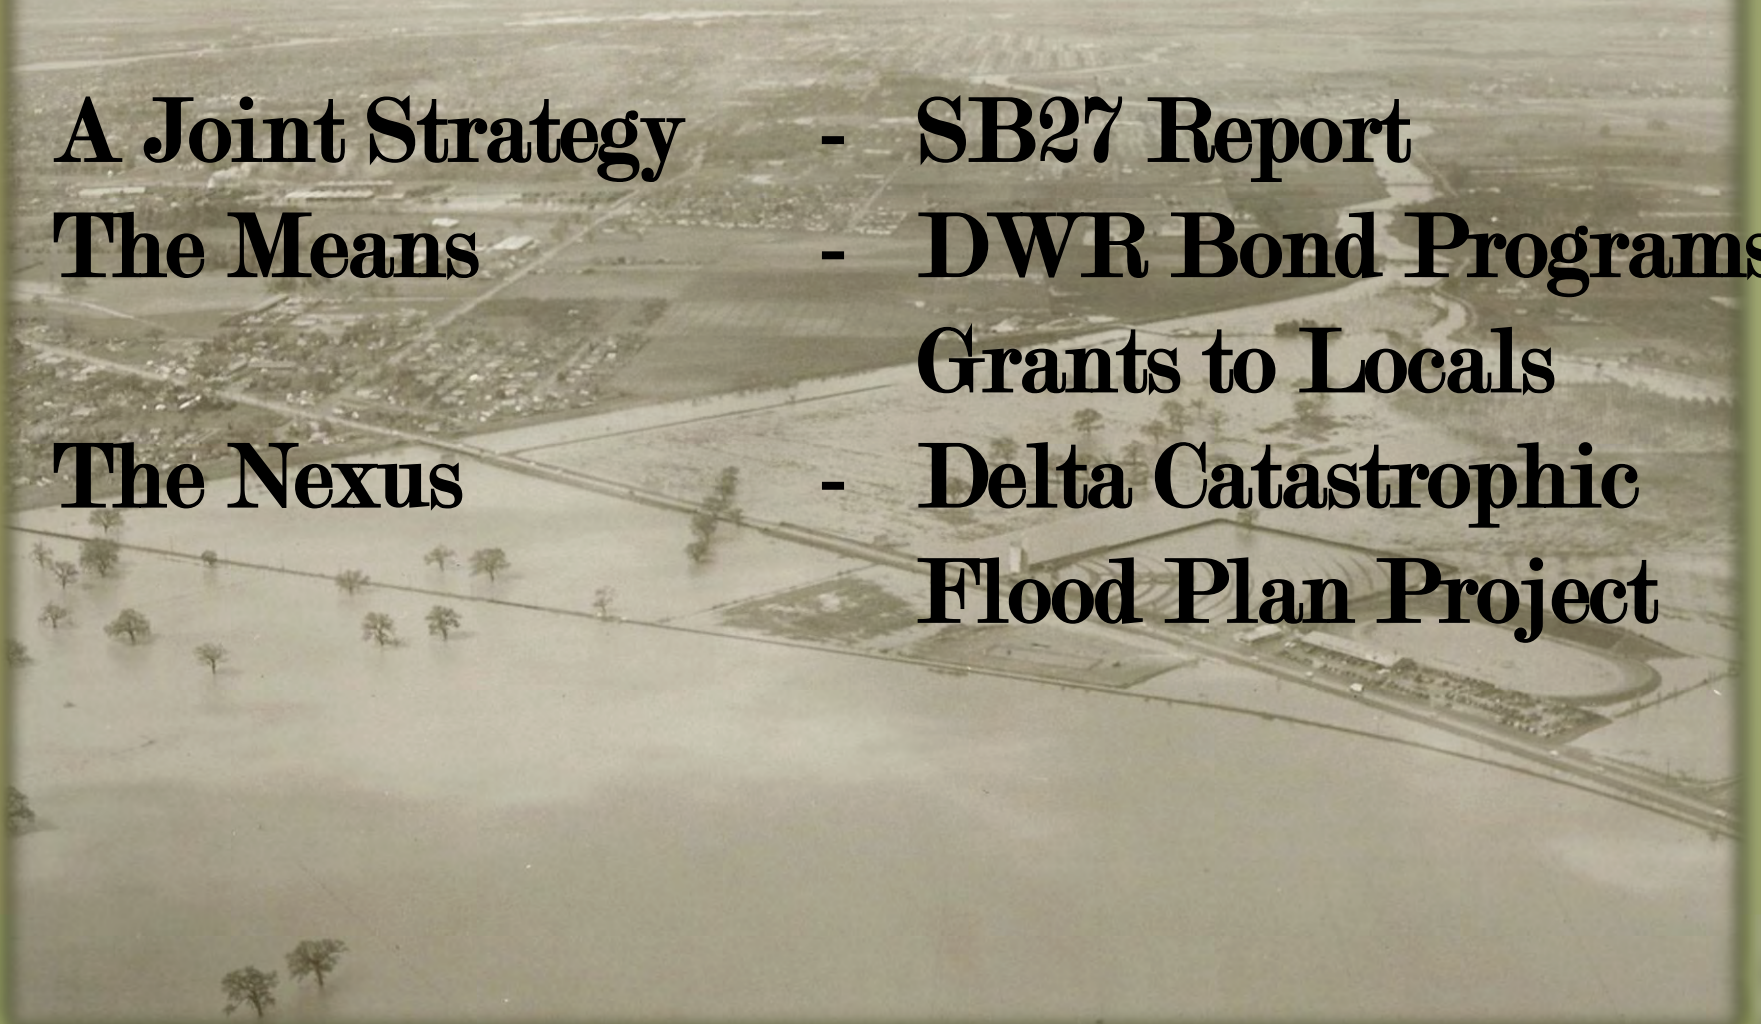 A Joint Strategy - SB27 Report
The Means - DWR Bond Programs
Grants to Locals
The Nexus - Delta Catastrophic
Flood Plan Project